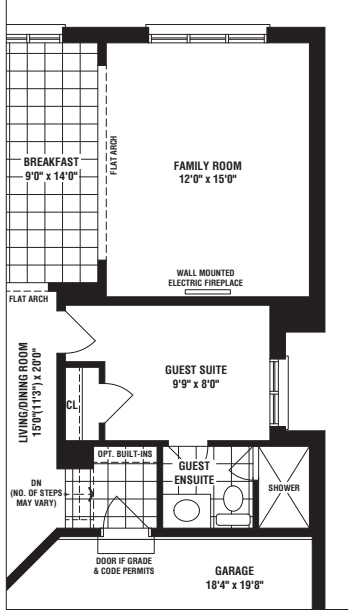 BREAKFAST
9'0" x 14'0"
FLAT ARCH
FAMILY ROOM
12'0" x 15'0"
WALL MOUNTED
ELECTRIC FIREPLACE
FLAT ARCH
LIVING/DINING ROOM
15'0"(11'3") x 20'0"
GUEST SUITE
9'9" x 8'0"
CL
OPT. BUILT-INS
GUEST
ENSUITE
SHOWER
DN
(NO. OF STEPS
MAY VARY)
DOOR IF GRADE
& CODE PERMITS
GARAGE
18'4" x 19'8"